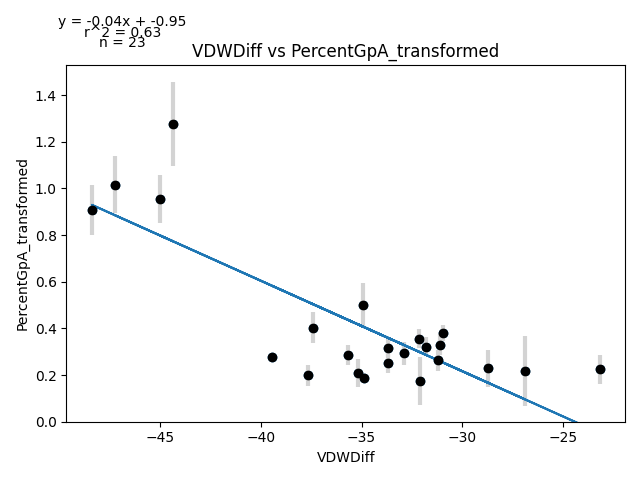 y = -0.04x + -0.95
r^2 = 0.63
n = 23
VDWDiff vs PercentGpA_transformed
PercentGpA_transformed
1.4
1.2
1.0
0.8
0.6
0.4
0.2
0.0
−45
−40
−35
−30
−25
VDWDiff